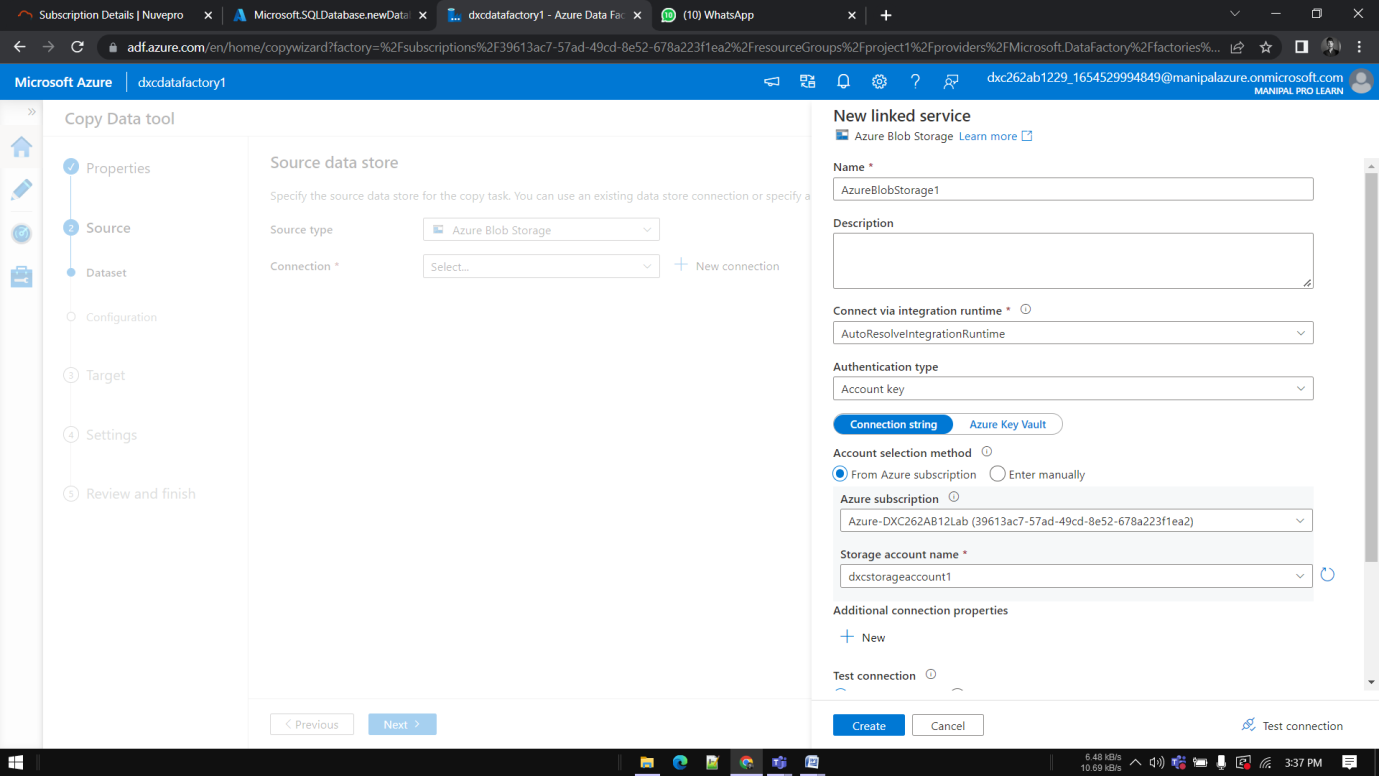 Subscription Details | Nuvepro
Microsoft.SQLDatabase.newDatal
dxcdatafactory1 - Azure Data Fac
(10) WhatsApp
adf.azure.com/en/home/copywizard?factory=%2Fsubscriptions%2F39613ac7-57ad-49cd-8e52-678a223f1ea2%2FresourceGroups%2Fproject1%2Fproviders%2FMicrosoft.DataFactory%2Ffactories%...
Microsoft Azure
dxcdatafactory1
dxc262ab1229_1654529994849@manipalazure.onmicrosoft.com
MANIPAL PRO LEARN
Copy Data tool
Properties
2 Source
Dataset
Configuration
3 Target
4 Settings
5 Review and finish
Source data store
Specify the source data store for the copy task. You can use an existing data store connection or specify a
Source type
Azure Blob Storage
Connection *
Select...
New connection
< Previous
Next >
New linked service
Azure Blob Storage Learn more
Name *
AzureBlobStorage1
Description
Connect via integration runtime *
AutoResolveIntegrationRuntime
Authentication type
Account key
Connection string
Azure Key Vault
Account selection method
From Azure subscription
Enter manually
Azure subscription
Azure-DXC262AB12Lab (39613ac7-57ad-49cd-8e52-678a223f1ea2)
Storage account name *
dxcstorageaccount1
Additional connection properties
New
Test connection
Create
Cancel
Test connection
6.48 kB/s
10.69 kB/s
3:37 PM